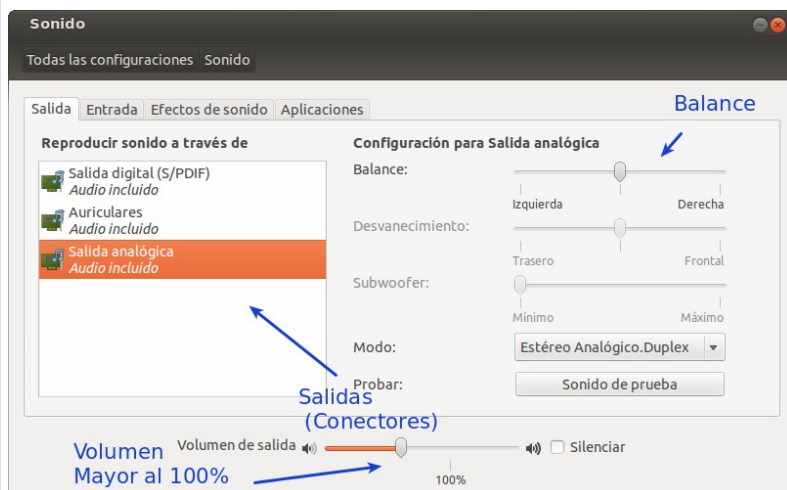 Sonido
Todas las configuraciones Sonido
Salida Entrada Efectos de sonido Aplicaciones
Balance
Reproducir sonido a través de
Salida digital (S/PDIF)
Audio incluido
Auriculares
Audio incluido
Salida analógica
Audio incluido
Configuración para Salida analógica
Balance:
Izquierda Derecha
Desvanecimiento:
Trasero Frontal
Subwoofer:
Mínimo Máximo
Modo: Estéreo Analógico.Duplex
Probar: Sonido de prueba
Salidas
(Conectores)
Volumen
Mayor al 100%
Volumen de salida Silenciar
100%